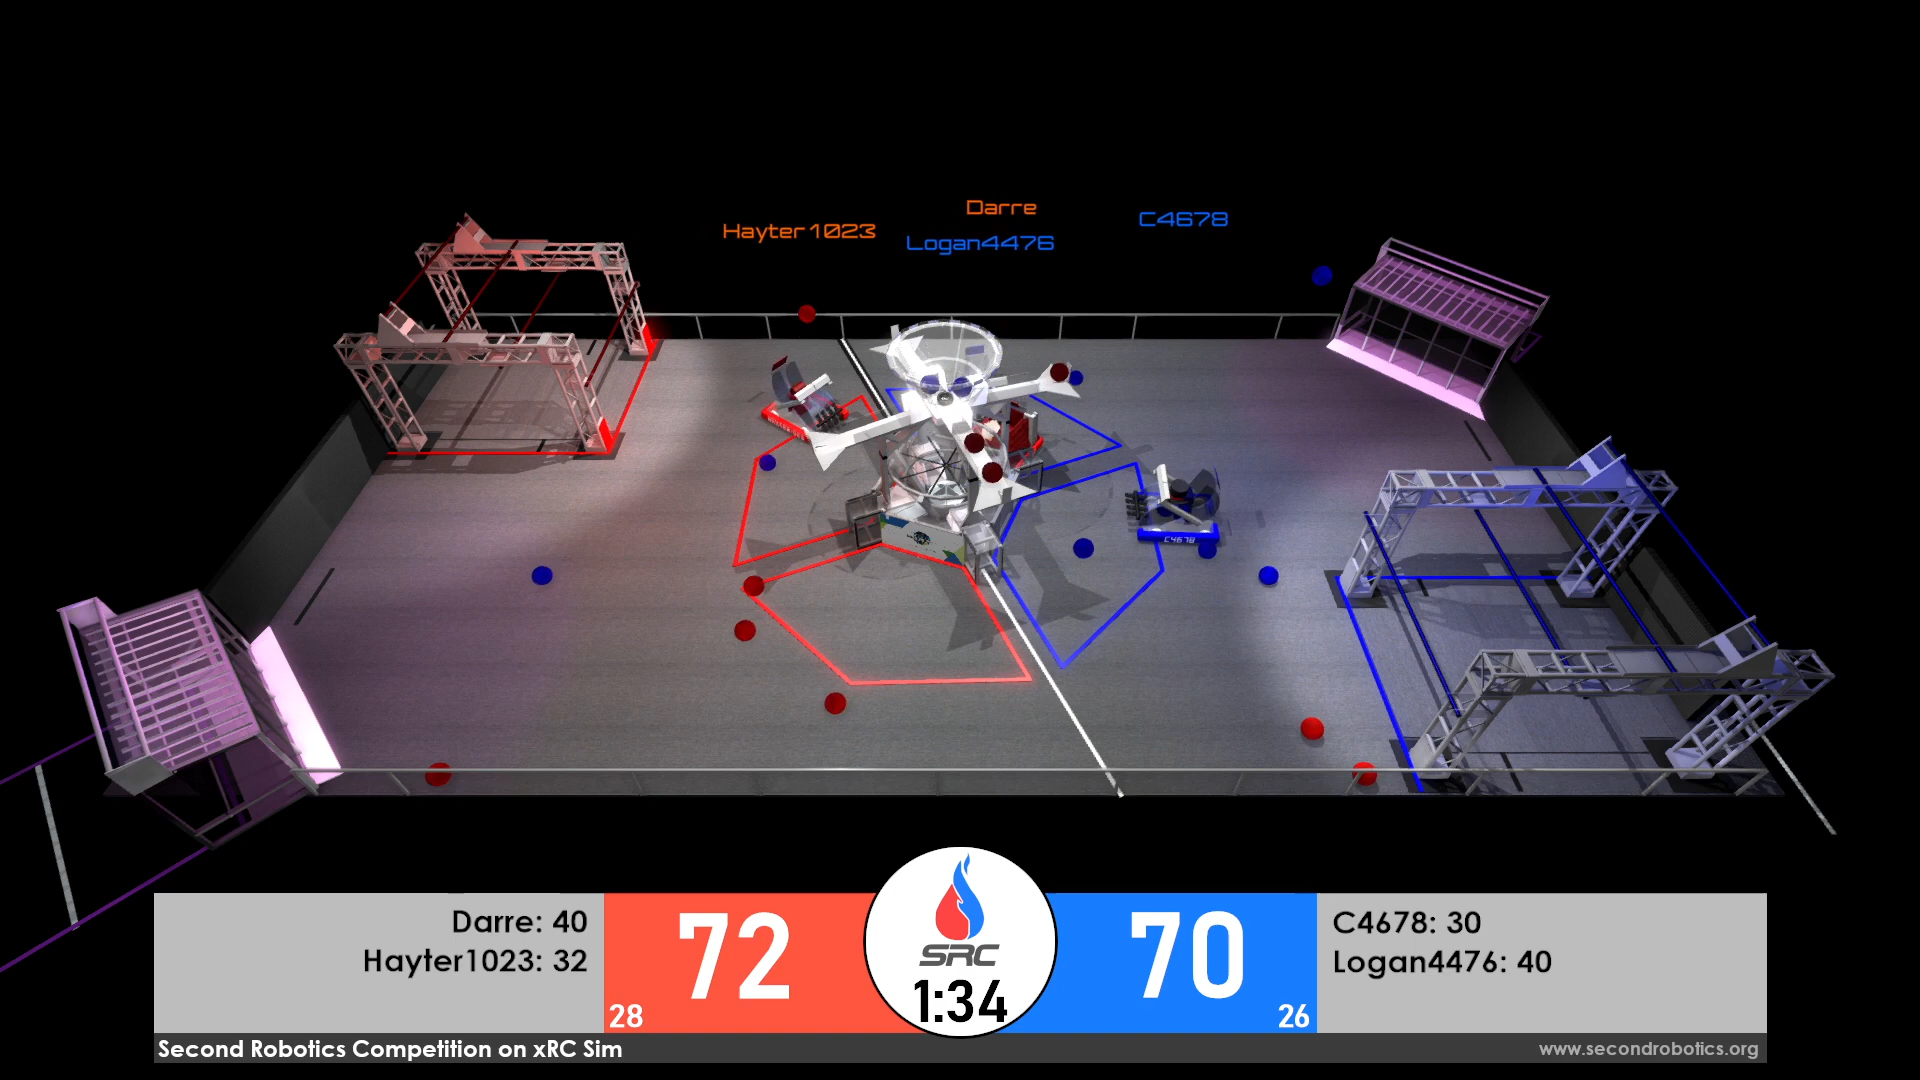 Darre
Hayter1023
Logan4476
C4678
C4678
Darre: 40
Hayter1023: 32
28
72
SRC
1:34
70
26
C4678: 30
Logan4476: 40
Second Robotics Competition on xRC Sim
www.secondrobotics.org